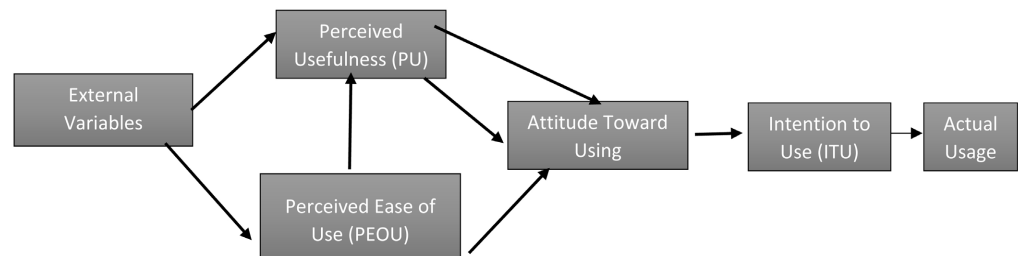 Perceived
Usefulness (PU)
External
Variables
Perceived Ease of
Use (PEOU)
Attitude Toward
Using
Intention to
Use (ITU)
Actual
Usage